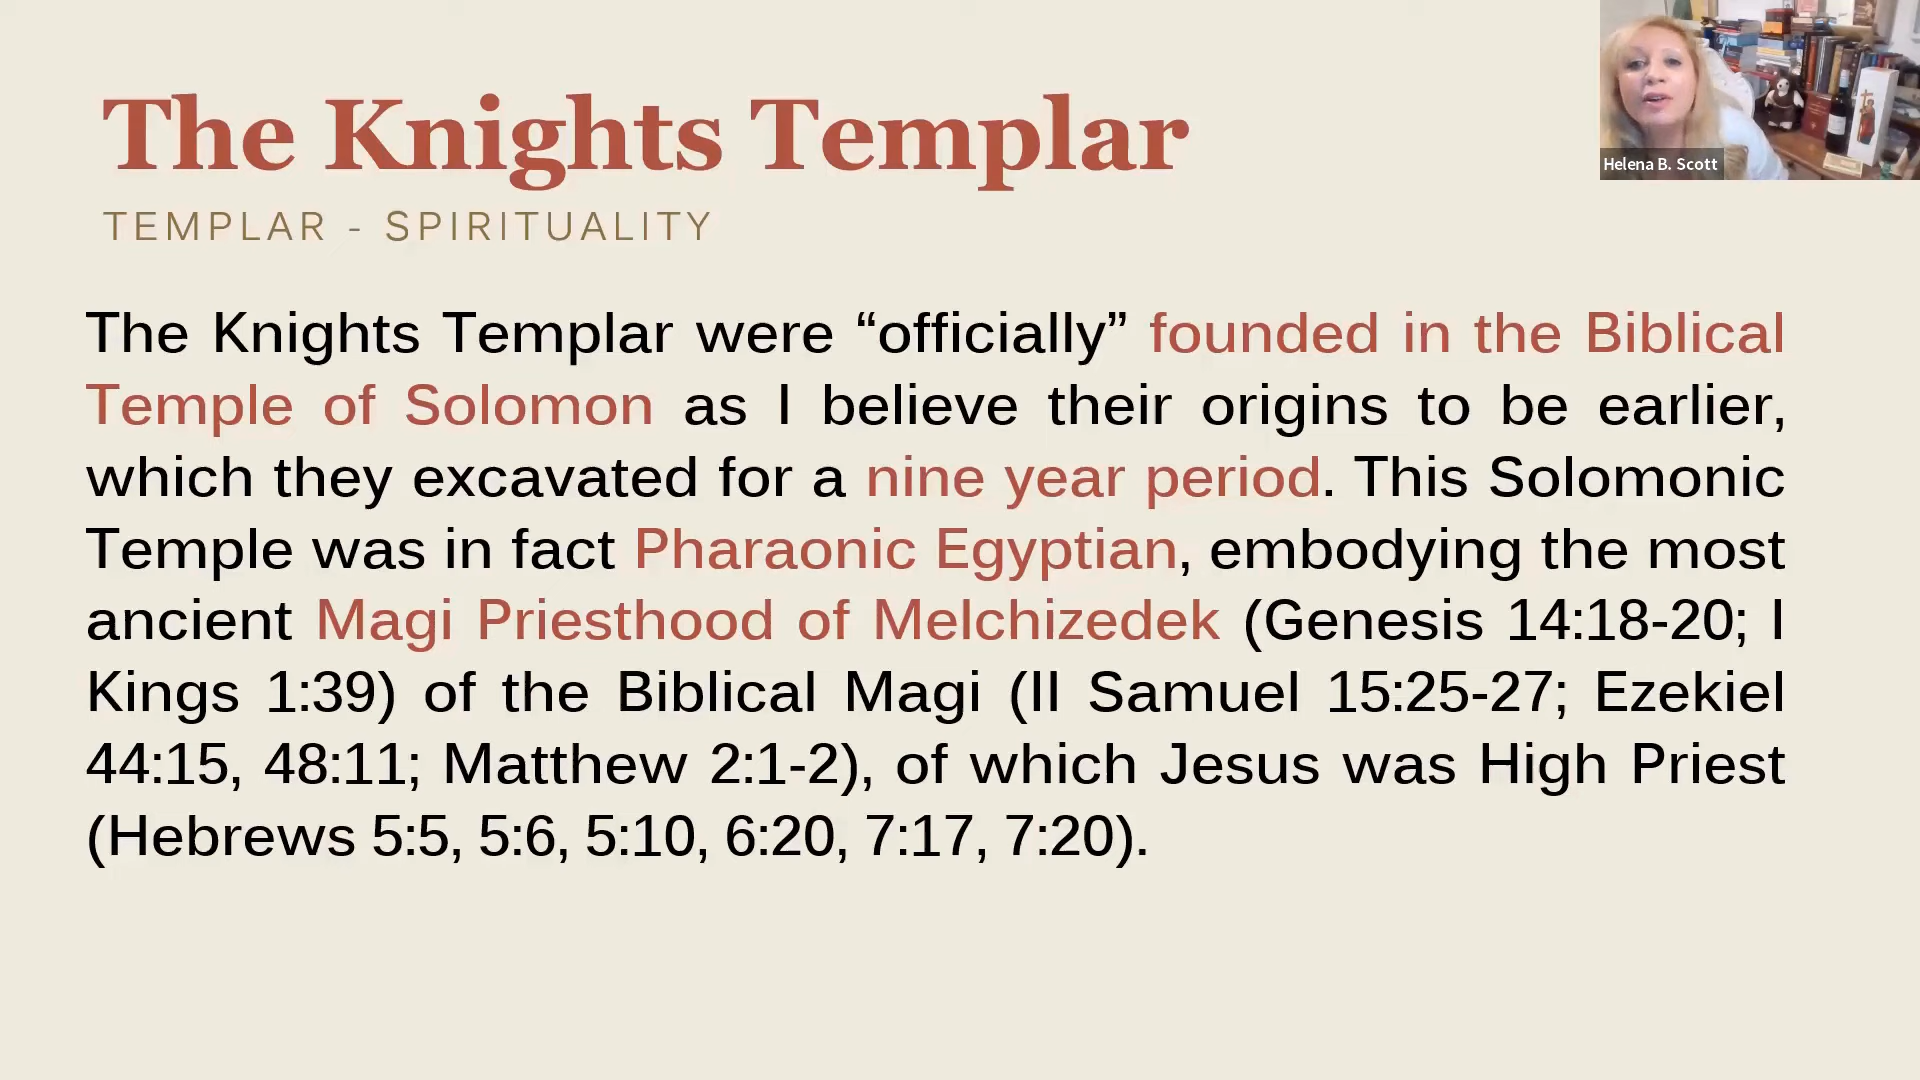 The Knights Templar
TEMPLAR - SPIRITUALITY
Helena B. Scott
The Knights Templar were “officially” founded in the Biblical
Temple of Solomon as I believe their origins to be earlier,
which they excavated for a nine year period. This Solomonic
Temple was in fact Pharaonic Egyptian, embodying the most
ancient Magi Priesthood of Melchizedek (Genesis 14:18-20; I
Kings 1:39) of the Biblical Magi (II Samuel 15:25-27; Ezekiel
44:15, 48:11; Matthew 2:1-2), of which Jesus was High Priest
(Hebrews 5:5, 5:6, 5:10, 6:20, 7:17, 7:20).